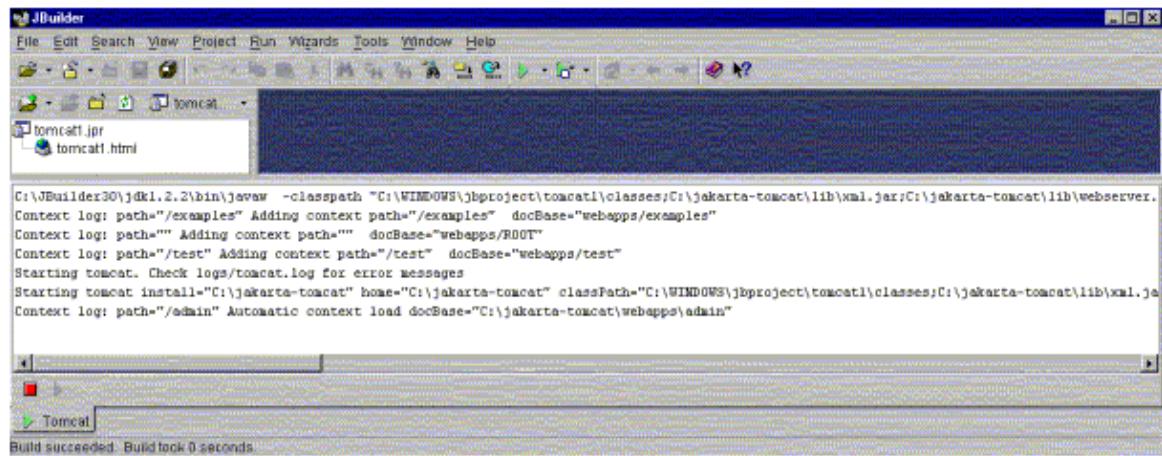 JBuilder
File Edit Search View Project Run Wizards Tools Window Help
tomcat...
tomcat1.jpr
tomcat1.html
C:\JBuilder30\jdk1.2.2\bin\javaw -classpath "C:\WINDOWS\jbproject\tomcat1\classes;C:\jakarta-tomcat\lib\xml.jar;C:\jakarta-tomcat\lib\webserver.
Context log: path="/examples" Adding context path="/examples" docBase="webapps/examples"
Context log: path="" Adding context path="" docBase="webapps/ROOT"
Context log: path="/test" Adding context path="/test" docBase="webapps/test"
Starting tomcat. Check logs/tomcat.log for error messages
Starting tomcat install="C:\jakarta-tomcat" home="C:\jakarta-tomcat" classPath="C:\WINDOWS\jbproject\tomcat1\classes;C:\jakarta-tomcat\lib\xml.ja
Context log: path="/admin" Automatic context load docBase="C:\jakarta-tomcat\webapps\admin"
Tomcat
Build succeeded. Build took 0 seconds.